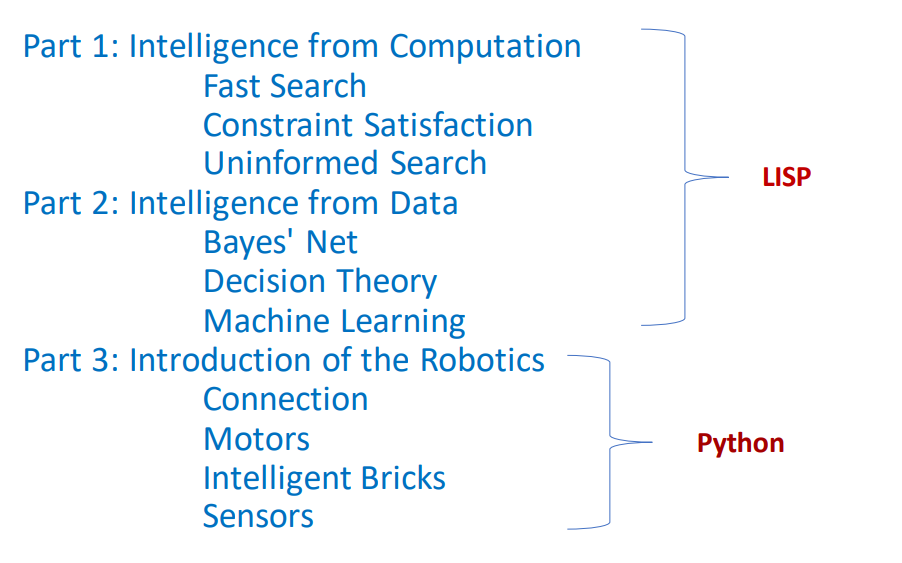 Part 1: Intelligence from Computation
Fast Search
Constraint Satisfaction
Uninformed Search
LISP
Part 2: Intelligence from Data
Bayes' Net
Decision Theory
Machine Learning
Part 3: Introduction of the Robotics
Connection
Motors
Python
Intelligent Bricks
Sensors